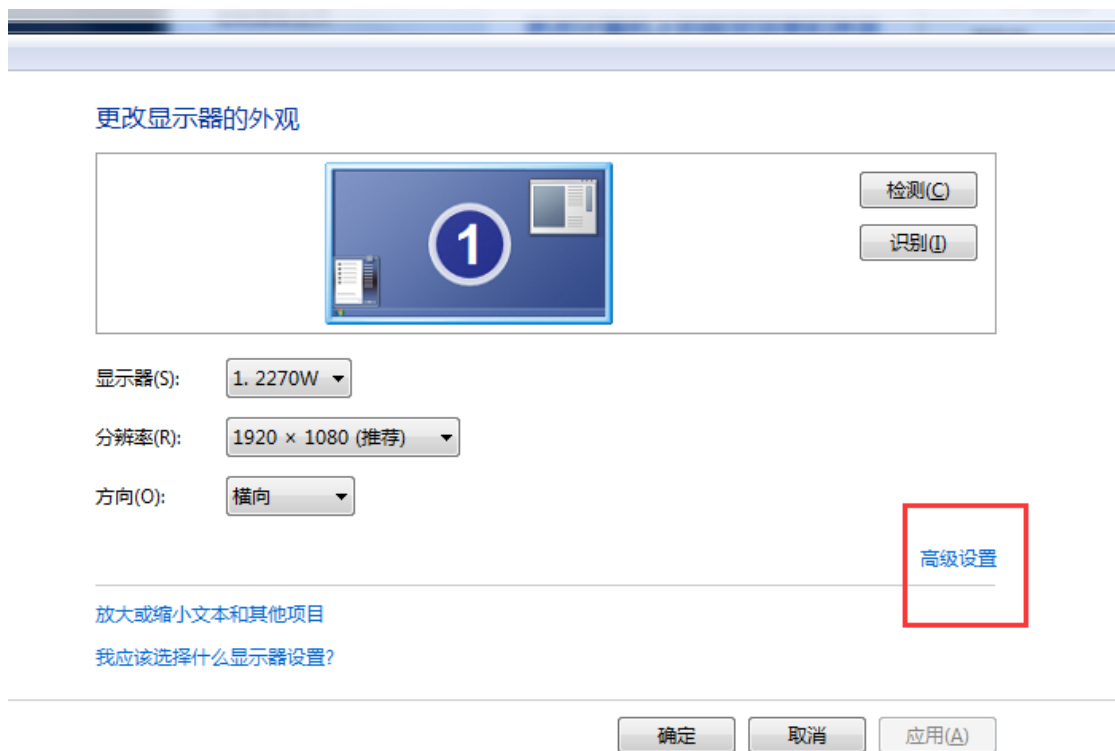 更改显示器的外观
1
检测(C)
识别(I)
显示器(S): 1. 2270W
分辨率(R): 1920 × 1080 (推荐)
方向(O): 横向
高级设置
放大或缩小文本和其他项目
我应该选择什么显示器设置?
确定 取消 应用(A)